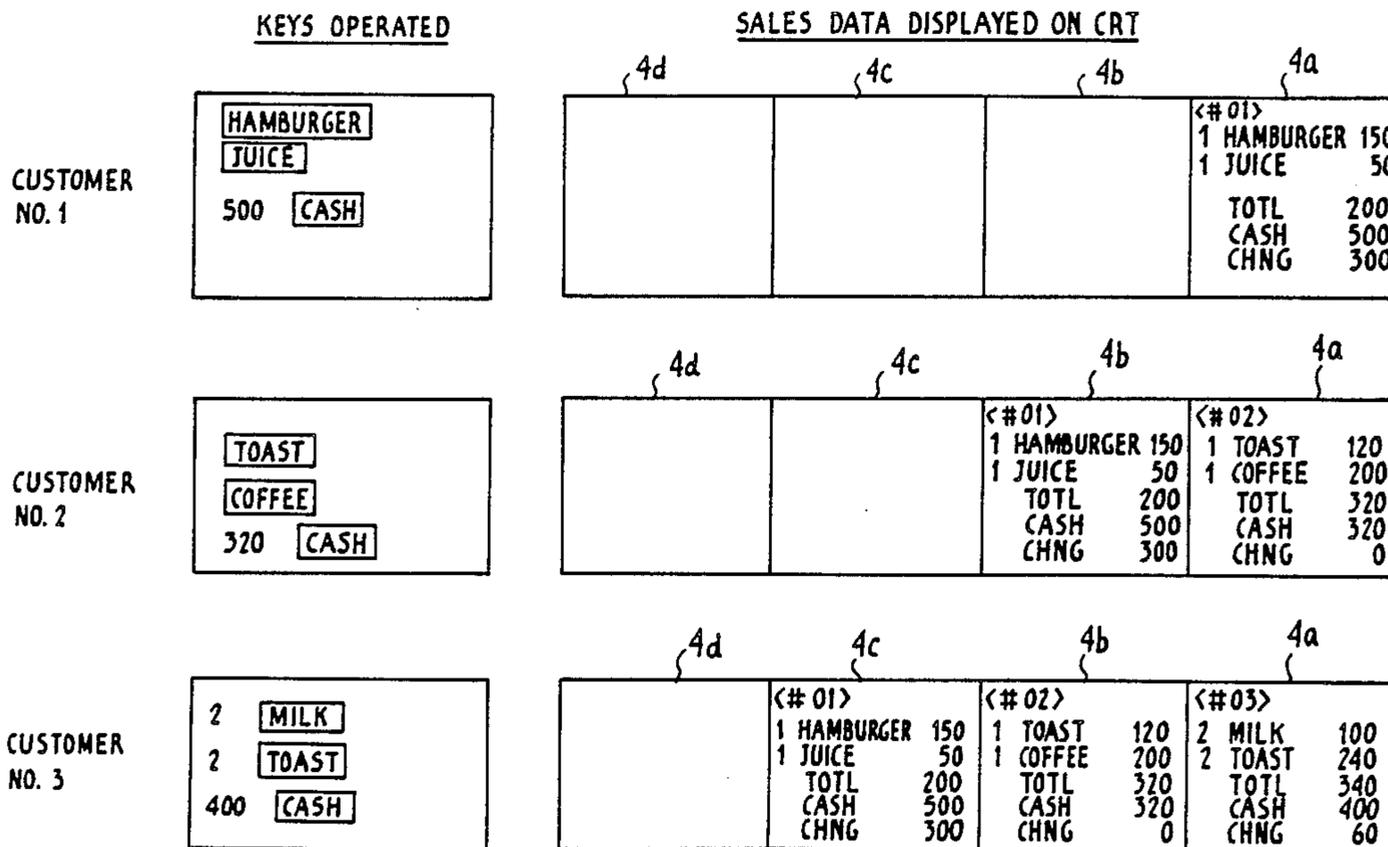 KEYS OPERATED
SALES DATA DISPLAYED ON CRT
CUSTOMER
NO. 1
HAMBURGER
JUICE
500 CASH
4d
4c
4b
4a
<# 01>
1 HAMBURGER 150
1 JUICE 50
TOTL 200
CASH 500
CHNG 300
CUSTOMER
NO. 2
TOAST
COFFEE
320 CASH
4d
4c
4b
4a
<# 01>
1 HAMBURGER 150
1 JUICE 50
TOTL 200
CASH 500
CHNG 300
<# 02>
1 TOAST 120
1 COFFEE 200
TOTL 320
CASH 320
CHNG 0
CUSTOMER
NO. 3
2 MILK
2 TOAST
400 CASH
4d
4c
4b
4a
<# 01>
1 HAMBURGER 150
1 JUICE 50
TOTL 200
CASH 500
CHNG 300
<# 02>
1 TOAST 120
1 COFFEE 200
TOTL 320
CASH 320
CHNG 0
<# 03>
2 MILK 100
2 TOAST 240
TOTL 340
CASH 400
CHNG 60